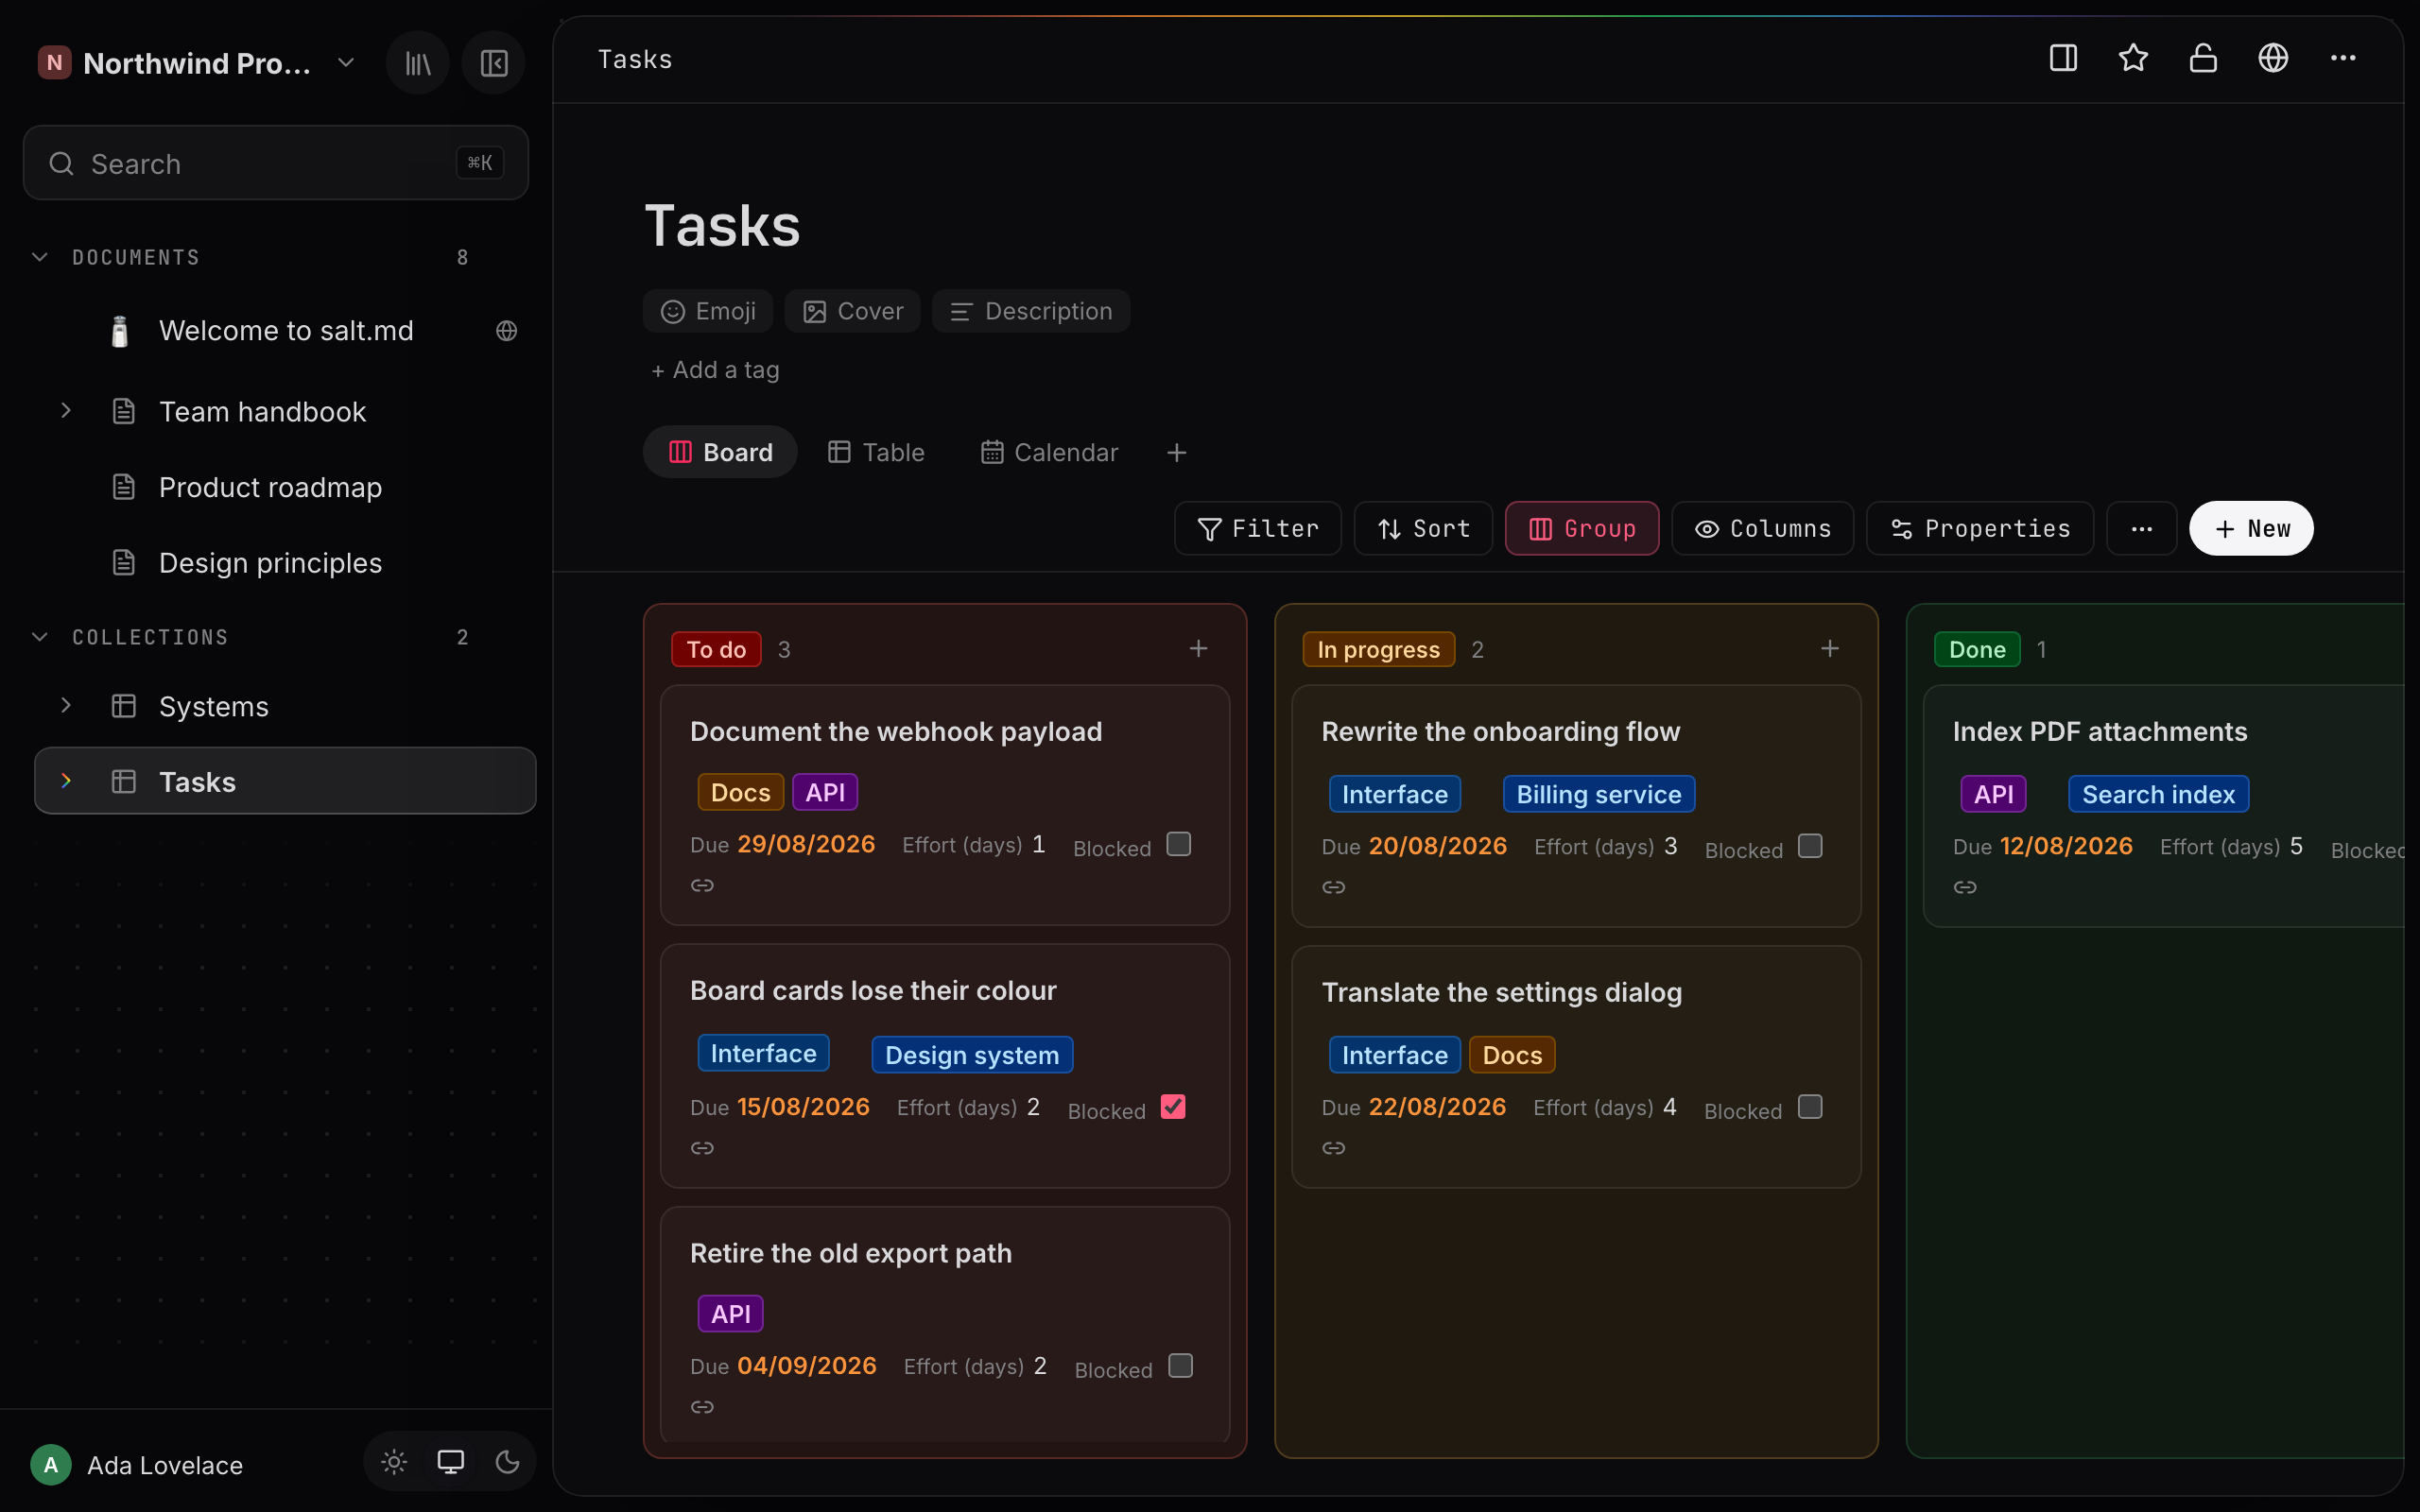 N Northwind Pro...
Search ⌘K
DOCUMENTS 8
Welcome to salt.md
Team handbook
Product roadmap
Design principles
COLLECTIONS 2
Systems
Tasks
A Ada Lovelace
Tasks
Tasks
Emoji Cover Description
+ Add a tag
Board Table Calendar +
Filter Sort Group Columns Properties ... + New
To do 3 +
Document the webhook payload
Docs API
Due 29/08/2026 Effort (days) 1 Blocked
Board cards lose their colour
Interface Design system
Due 15/08/2026 Effort (days) 2 Blocked
Retire the old export path
API
Due 04/09/2026 Effort (days) 2 Blocked
In progress 2 +
Rewrite the onboarding flow
Interface Billing service
Due 20/08/2026 Effort (days) 3 Blocked
Translate the settings dialog
Interface Docs
Due 22/08/2026 Effort (days) 4 Blocked
Done 1
Index PDF attachments
API Search index
Due 12/08/2026 Effort (days) 5 Blocked